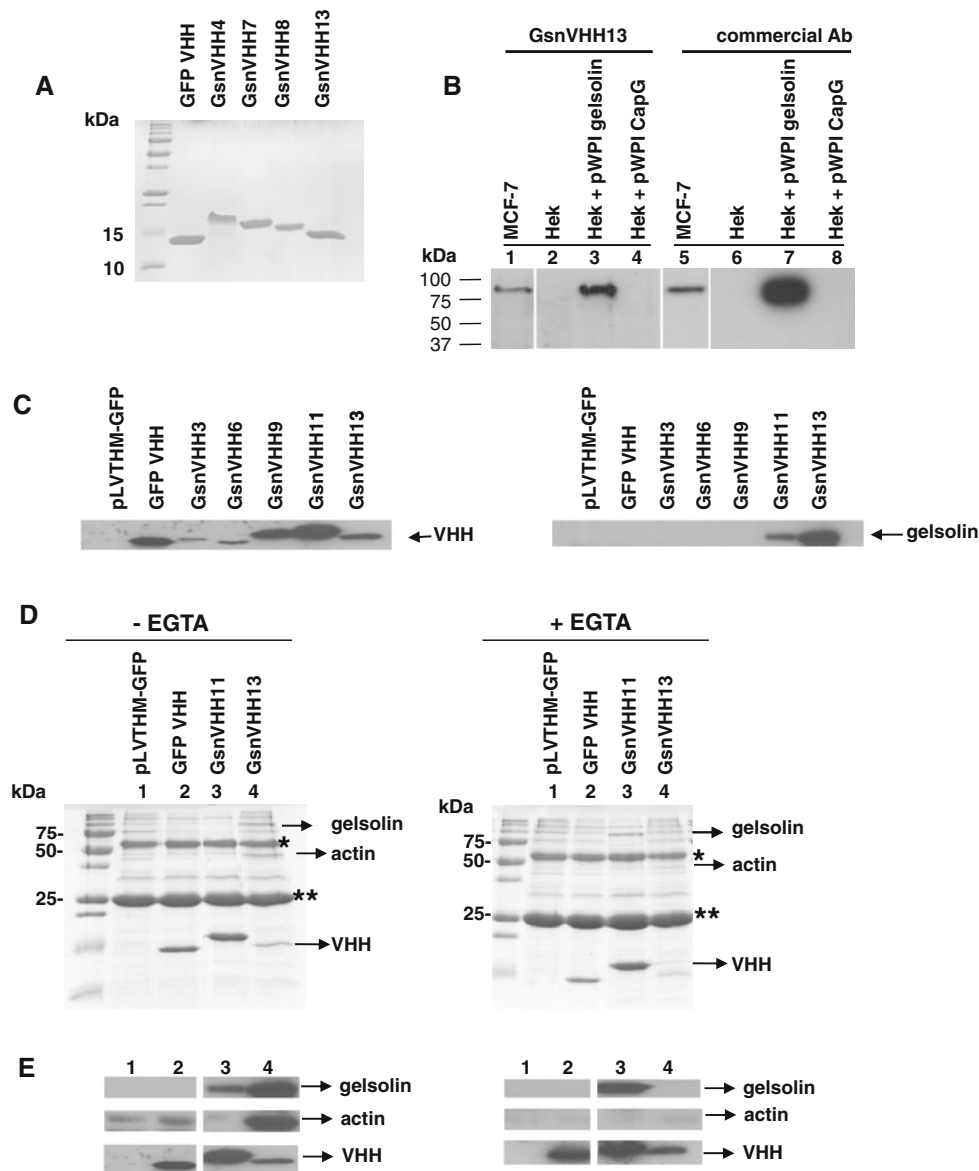 A
kDa
GFP VHH
GsnVHH4
GsnVHH7
GsnVHH8
GsnVHH13
15
10
B
GsnVHH13
commercial Ab
MCF-7
Hek
Hek + pWPI gelsolin
Hek + pWPI CapG
MCF-7
Hek
Hek + pWPI gelsolin
Hek + pWPI CapG
kDa
1 2 3 4 5 6 7 8
100
75
50
37
C
pLVTHM-GFP
GFP VHH
GsnVHH3
GsnVHH6
GsnVHH9
GsnVHH11
GsnVHH13
VHH
pLVTHM-GFP
GFP VHH
GsnVHH3
GsnVHH6
GsnVHH9
GsnVHH11
GsnVHH13
gelsolin
D
- EGTA
pLVTHM-GFP
GFP VHH
GsnVHH11
GsnVHH13
kDa
1 2 3 4
75-
50-
25-
gelsolin
*
actin
**
VHH
+ EGTA
pLVTHM-GFP
GFP VHH
GsnVHH11
GsnVHH13
kDa
1 2 3 4
75-
50-
25-
gelsolin
*
actin
**
VHH
E
1 2 3 4
gelsolin
actin
VHH
1 2 3 4
gelsolin
actin
VHH